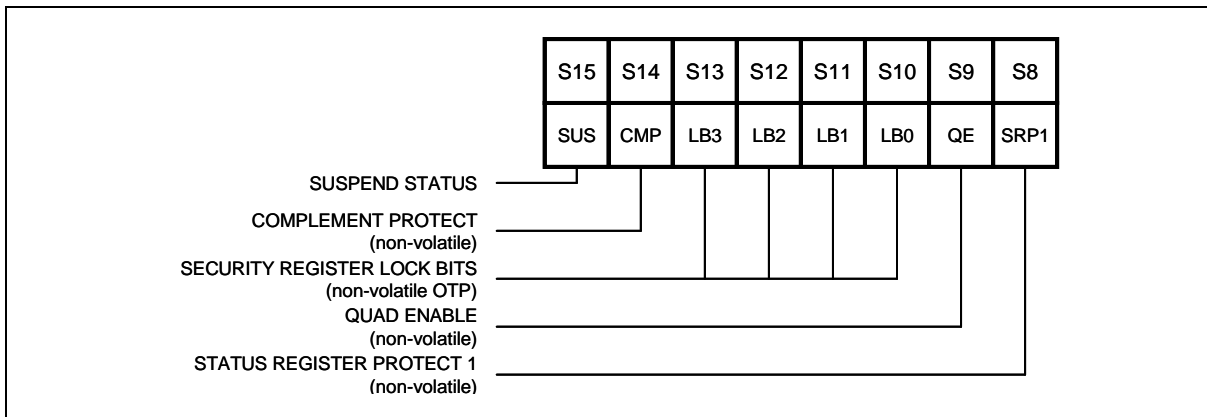 S15 S14 S13 S12 S11 S10 S9 S8
SUS CMP LB3 LB2 LB1 LB0 QE SRP1
SUSPEND STATUS
COMPLEMENT PROTECT
(non-volatile)
SECURITY REGISTER LOCK BITS
(non-volatile OTP)
QUAD ENABLE
(non-volatile)
STATUS REGISTER PROTECT 1
(non-volatile)